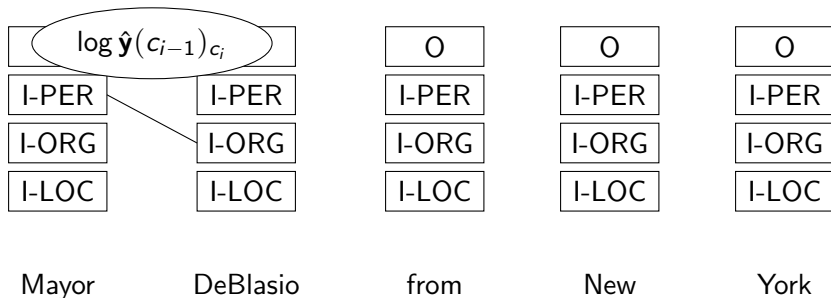 log ŷ(c_{i−1})_{c_i} O O O
I-PER I-PER I-PER I-PER I-PER
I-ORG I-ORG I-ORG I-ORG I-ORG
I-LOC I-LOC I-LOC I-LOC I-LOC
Mayor DeBlasio from New York